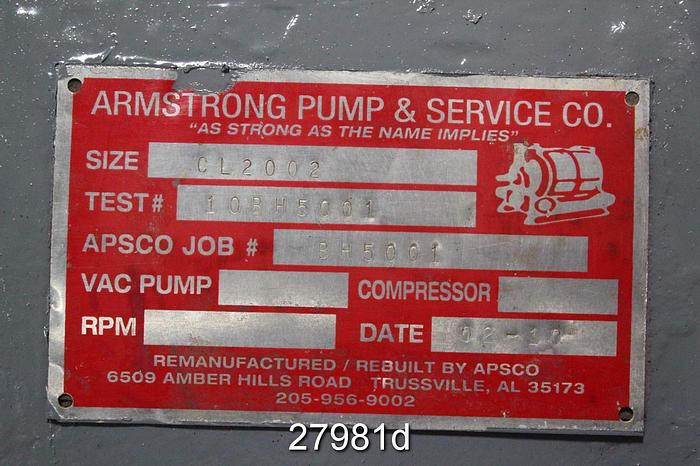 ARMSTRONG PUMP & SERVICE CO.
"AS STRONG AS THE NAME IMPLIES"
SIZE CL2002
TEST# 10BH5001
APSCO JOB # BH5001
VAC PUMP COMPRESSOR
RPM DATE 02-10
REMANUFACTURED / REBUILT BY APSCO
6509 AMBER HILLS ROAD TRUSSVILLE, AL 35173
205-956-9002
27981d